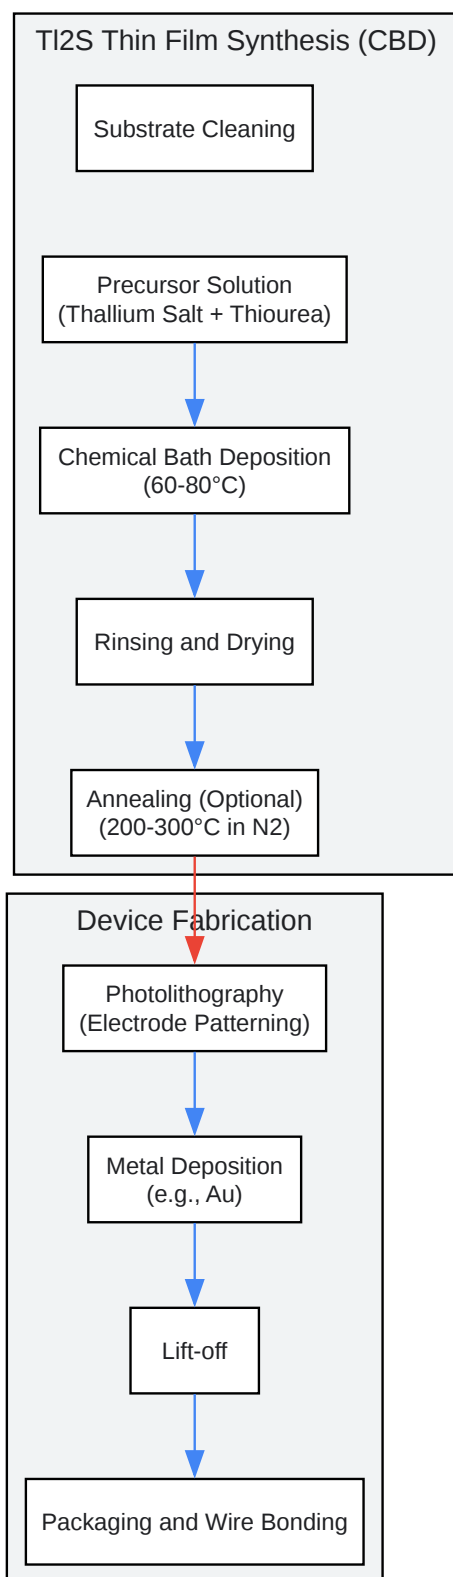 Tl2S Thin Film Synthesis (CBD)
Substrate Cleaning
Precursor Solution
(Thallium Salt + Thiourea)
Chemical Bath Deposition
(60-80°C)
Rinsing and Drying
Annealing (Optional)
(200-300°C in N2)
Device Fabrication
Photolithography
(Electrode Patterning)
Metal Deposition
(e.g., Au)
Lift-off
Packaging and Wire Bonding